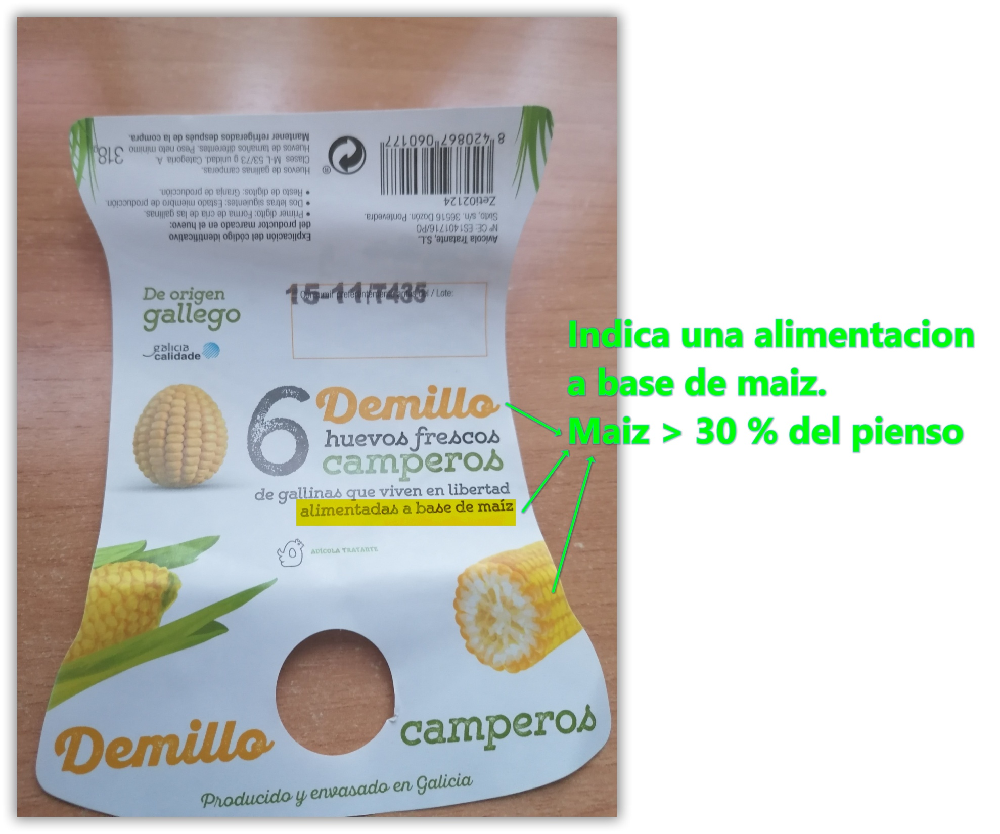 Mantener refrigerados después de la compra.
Huevos de tamaños diferentes. Peso neto mínimo 318g
Clases M-L 53/73 g unidad. Categoría A.
Huevos de gallinas camperas.
• Resto de dígitos: Granja de producción.
• Dos letras siguientes: Estado miembro de producción.
• Primer dígito: Forma de cría de las gallinas.
del productor marcado en el huevo:
Explicación del código identificativo
®
8 420867 060177
Zeti02124
Sixto, s/n. 36516 Dozón. Pontevedra.
Nº CE: ES1401716/PO
Avícola Tratante, S.L.
De origen
gallego
galicia
calidade
Consumir preferentemente antes del / Lote:
15-11/T435
6 Demillo
huevos frescos
camperos
de gallinas que viven en libertad
alimentadas a base de maíz
AVÍCOLA TRATANTE
Demillo
camperos
Producido y envasado en Galicia
Indica una alimentacion
a base de maiz.
Maiz > 30 % del pienso